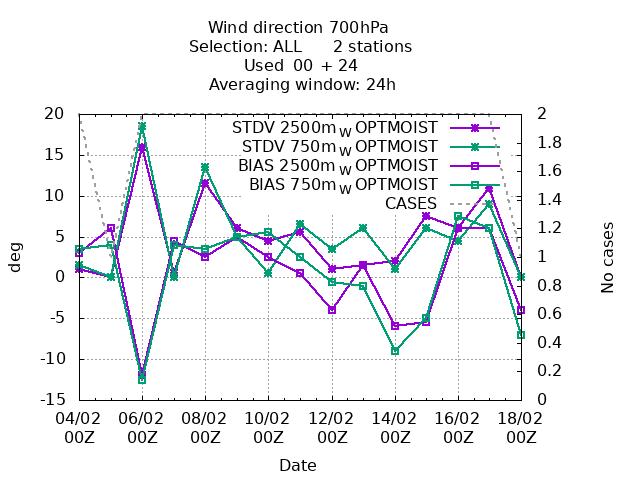 Wind direction 700hPa
Selection: ALL 2 stations
Used 00 + 24
Averaging window: 24h
STDV 2500m W OPTMOIST
STDV 750m W OPTMOIST
BIAS 2500m W OPTMOIST
BIAS 750m W OPTMOIST
CASES
20
15
10
5
0
-5
-10
-15
deg
2
1.8
1.6
1.4
1.2
1
0.8
0.6
0.4
0.2
0
No cases
04/02 06/02 08/02 10/02 12/02 14/02 16/02 18/02
00Z 00Z 00Z 00Z 00Z 00Z 00Z 00Z
Date